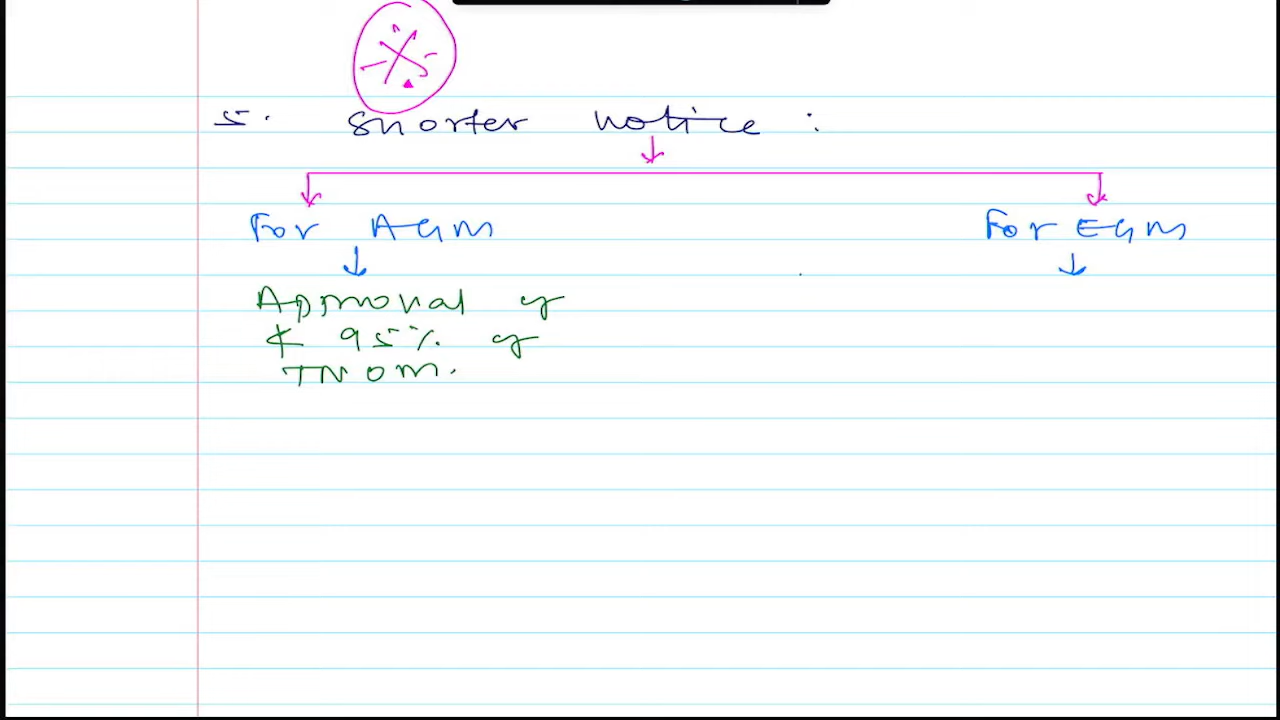 5. Shorter notice :
For AGM
For EGM
Approval of
≮ 95% of
TNOM.